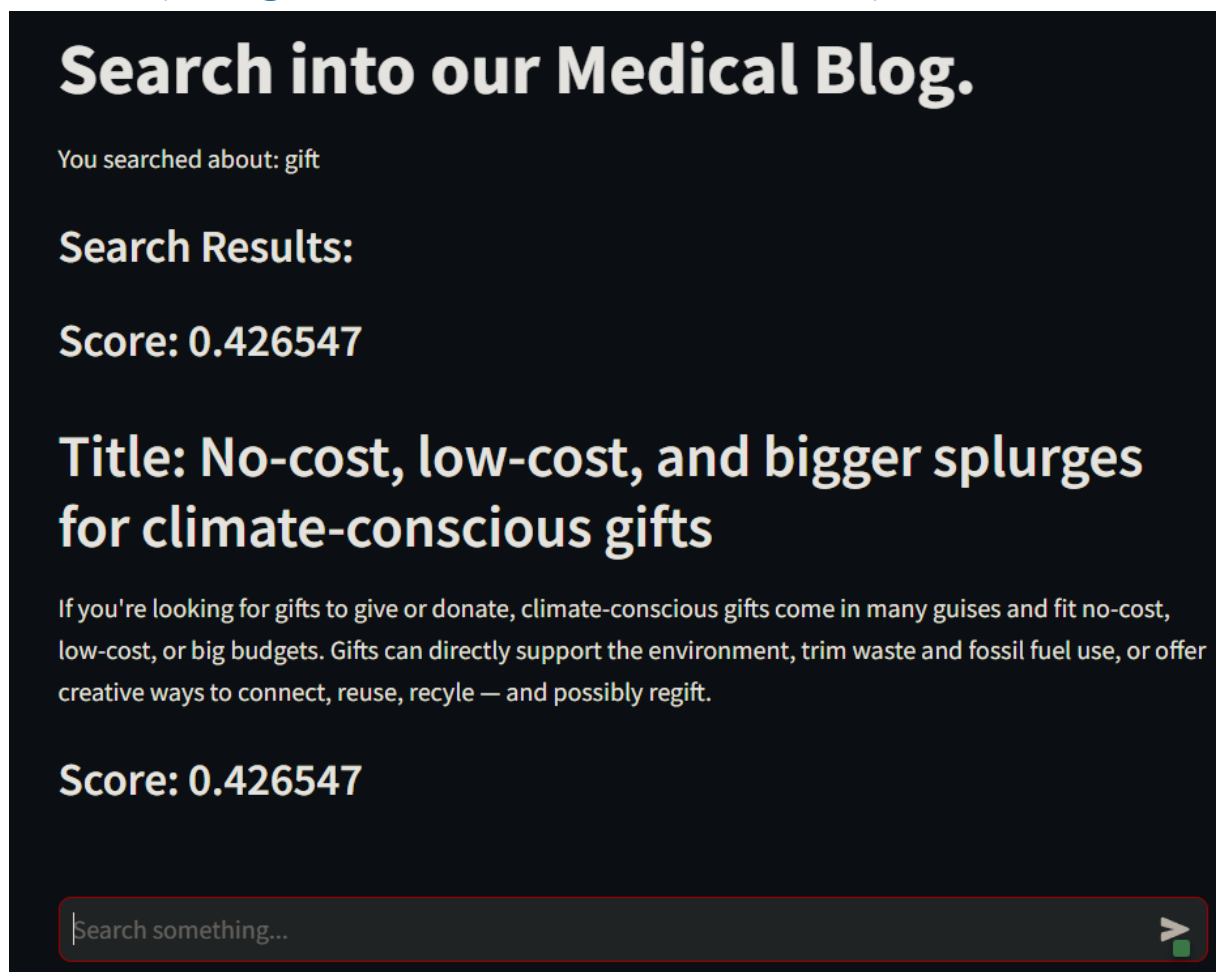 Search into our Medical Blog.
You searched about: gift
Search Results:
Score: 0.426547
Title: No-cost, low-cost, and bigger splurges
for climate-conscious gifts
If you're looking for gifts to give or donate, climate-conscious gifts come in many guises and fit no-cost,
low-cost, or big budgets. Gifts can directly support the environment, trim waste and fossil fuel use, or offer
creative ways to connect, reuse, recyle — and possibly regift.
Score: 0.426547
Search something...